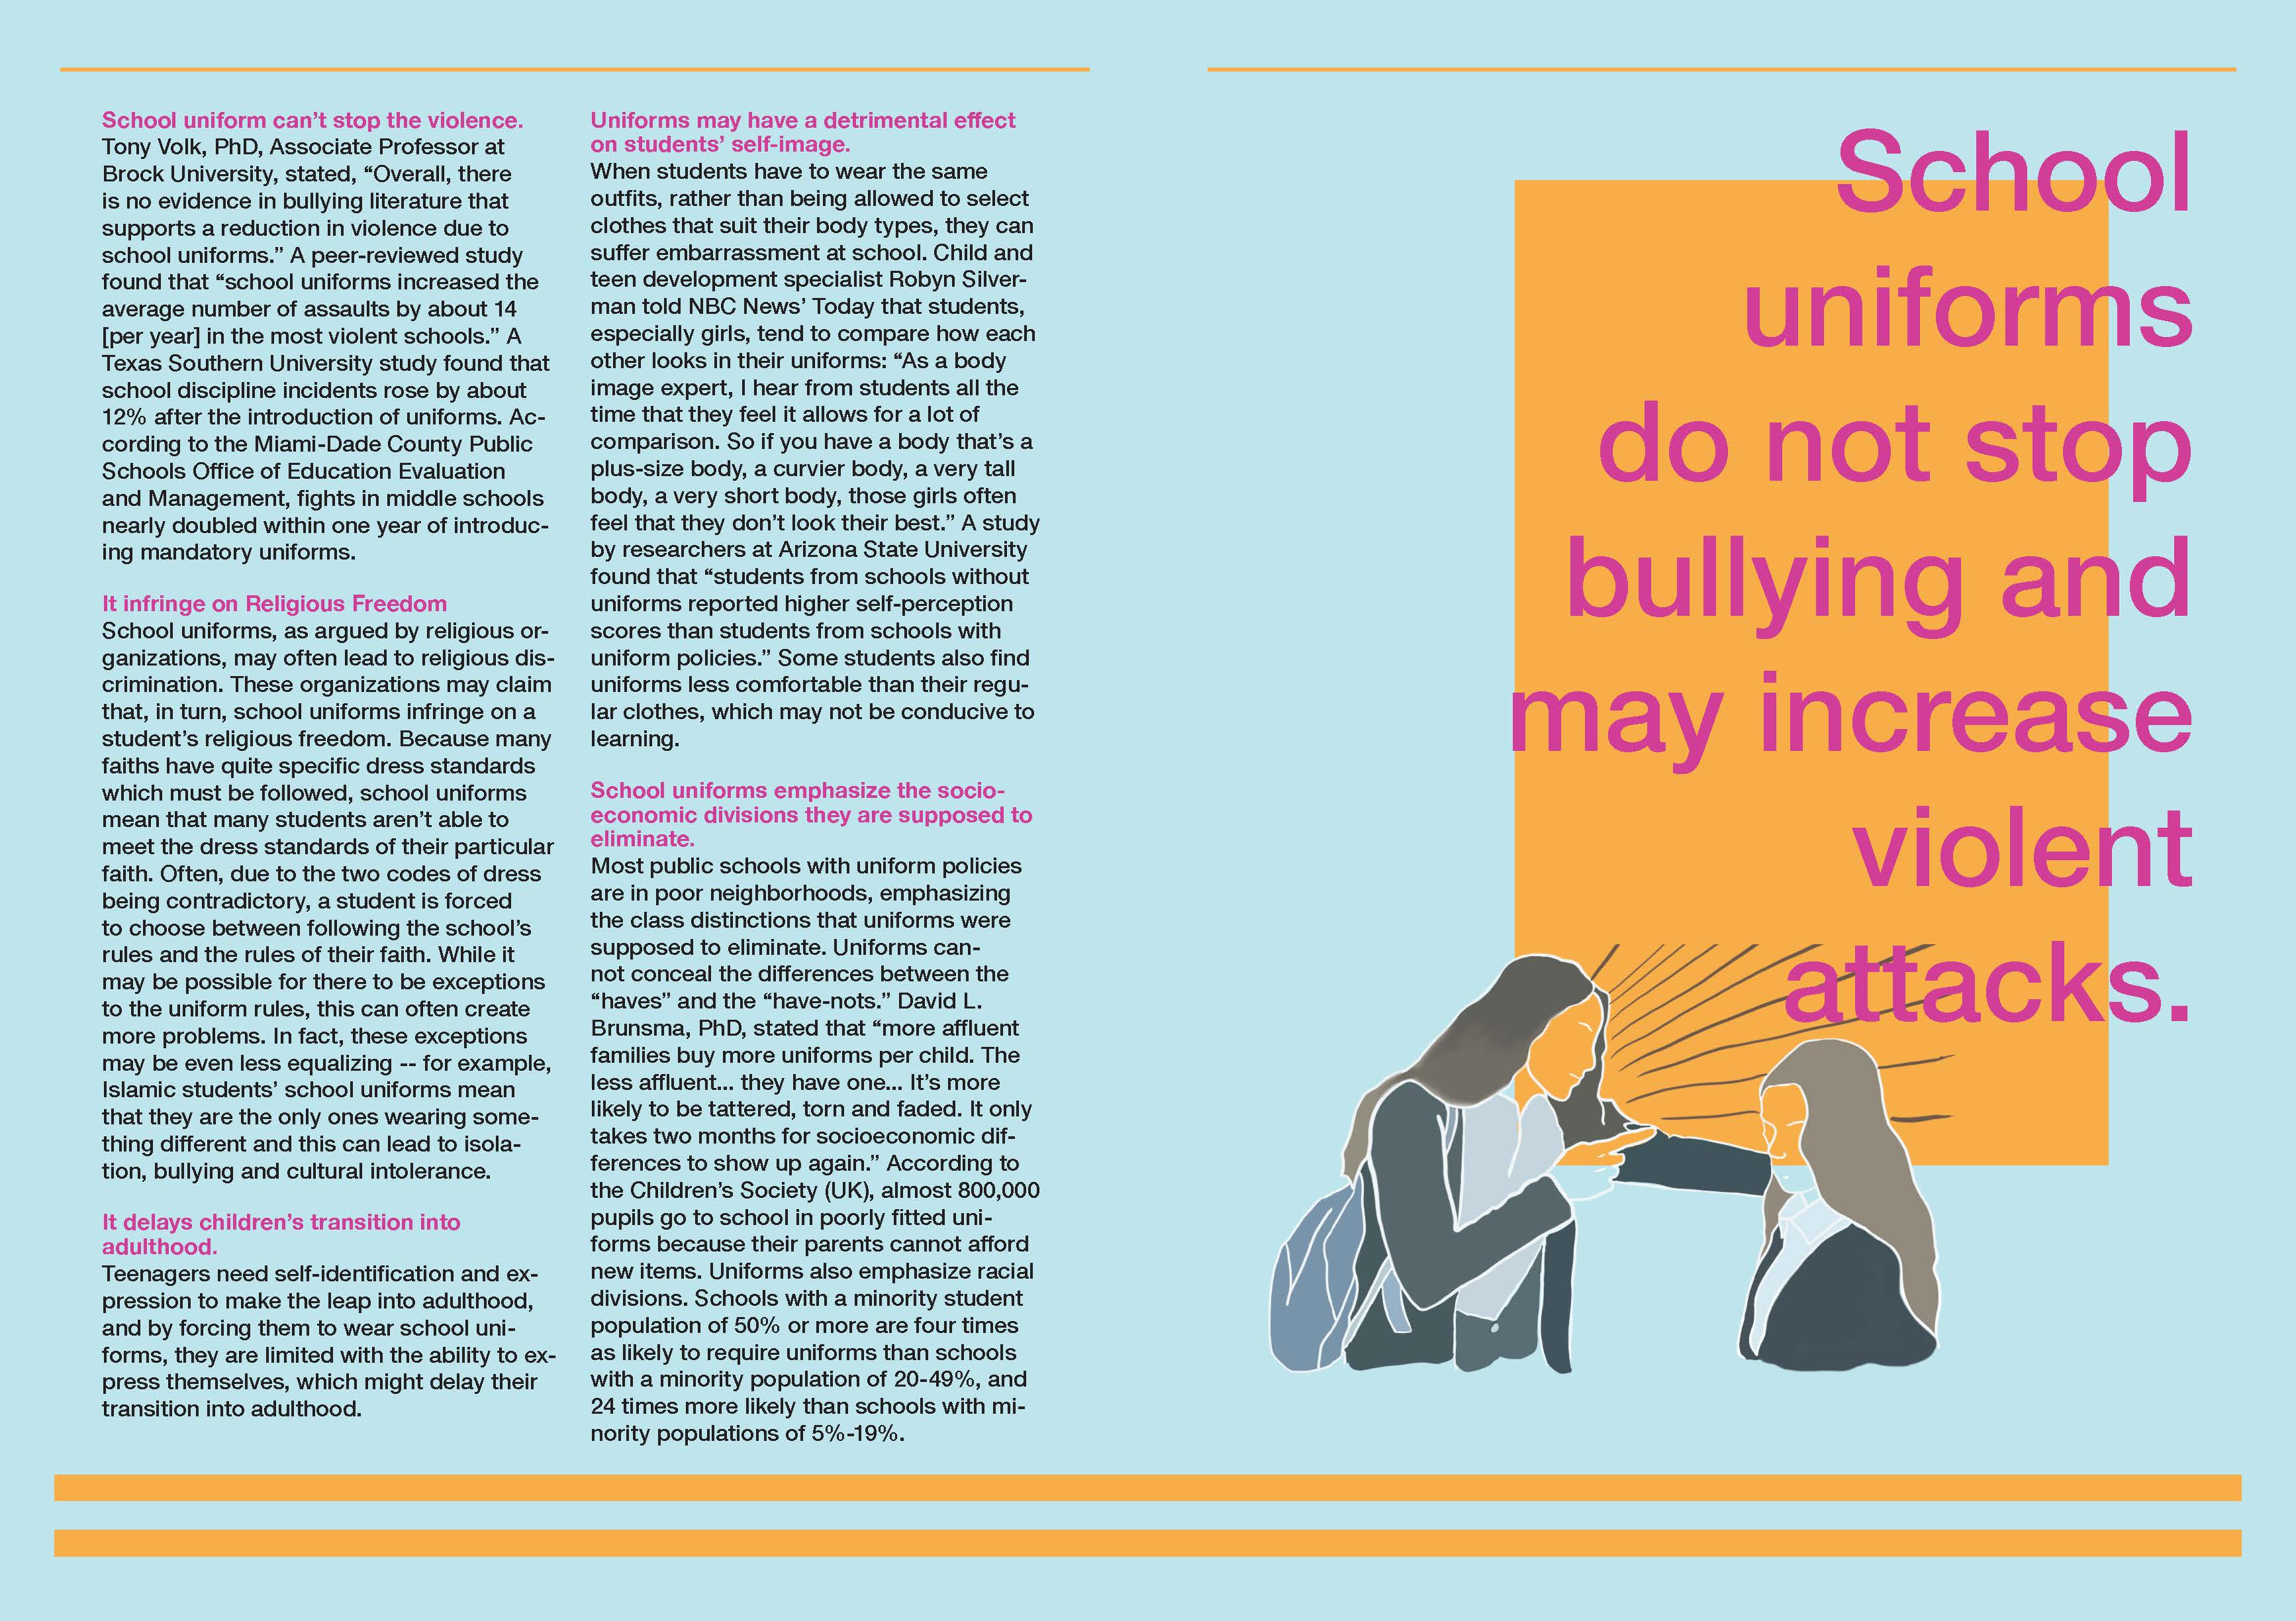 School uniform can’t stop the violence.
Tony Volk, PhD, Associate Professor at
Brock University, stated, “Overall, there
is no evidence in bullying literature that
supports a reduction in violence due to
school uniforms.” A peer-reviewed study
found that “school uniforms increased the
average number of assaults by about 14
[per year] in the most violent schools.” A
Texas Southern University study found that
school discipline incidents rose by about
12% after the introduction of uniforms. Ac-
cording to the Miami-Dade County Public
Schools Office of Education Evaluation
and Management, fights in middle schools
nearly doubled within one year of introduc-
ing mandatory uniforms.
It infringe on Religious Freedom
School uniforms, as argued by religious or-
ganizations, may often lead to religious dis-
crimination. These organizations may claim
that, in turn, school uniforms infringe on a
student’s religious freedom. Because many
faiths have quite specific dress standards
which must be followed, school uniforms
mean that many students aren’t able to
meet the dress standards of their particular
faith. Often, due to the two codes of dress
being contradictory, a student is forced
to choose between following the school’s
rules and the rules of their faith. While it
may be possible for there to be exceptions
to the uniform rules, this can often create
more problems. In fact, these exceptions
may be even less equalizing -- for example,
Islamic students’ school uniforms mean
that they are the only ones wearing some-
thing different and this can lead to isola-
tion, bullying and cultural intolerance.
It delays children’s transition into
adulthood.
Teenagers need self-identification and ex-
pression to make the leap into adulthood,
and by forcing them to wear school uni-
forms, they are limited with the ability to ex-
press themselves, which might delay their
transition into adulthood.
Uniforms may have a detrimental effect
on students’ self-image.
When students have to wear the same
outfits, rather than being allowed to select
clothes that suit their body types, they can
suffer embarrassment at school. Child and
teen development specialist Robyn Silver-
man told NBC News’ Today that students,
especially girls, tend to compare how each
other looks in their uniforms: “As a body
image expert, I hear from students all the
time that they feel it allows for a lot of
comparison. So if you have a body that’s a
plus-size body, a curvier body, a very tall
body, a very short body, those girls often
feel that they don’t look their best.” A study
by researchers at Arizona State University
found that “students from schools without
uniforms reported higher self-perception
scores than students from schools with
uniform policies.” Some students also find
uniforms less comfortable than their regu-
lar clothes, which may not be conducive to
learning.
School uniforms emphasize the socio-
economic divisions they are supposed to
eliminate.
Most public schools with uniform policies
are in poor neighborhoods, emphasizing
the class distinctions that uniforms were
supposed to eliminate. Uniforms can-
not conceal the differences between the
“haves” and the “have-nots.” David L.
Brunsma, PhD, stated that “more affluent
families buy more uniforms per child. The
less affluent... they have one... It’s more
likely to be tattered, torn and faded. It only
takes two months for socioeconomic dif-
ferences to show up again.” According to
the Children’s Society (UK), almost 800,000
pupils go to school in poorly fitted uni-
forms because their parents cannot afford
new items. Uniforms also emphasize racial
divisions. Schools with a minority student
population of 50% or more are four times
as likely to require uniforms than schools
with a minority population of 20-49%, and
24 times more likely than schools with mi-
nority populations of 5%-19%.
School
uniforms
do not stop
bullying and
may increase
violent
attacks.